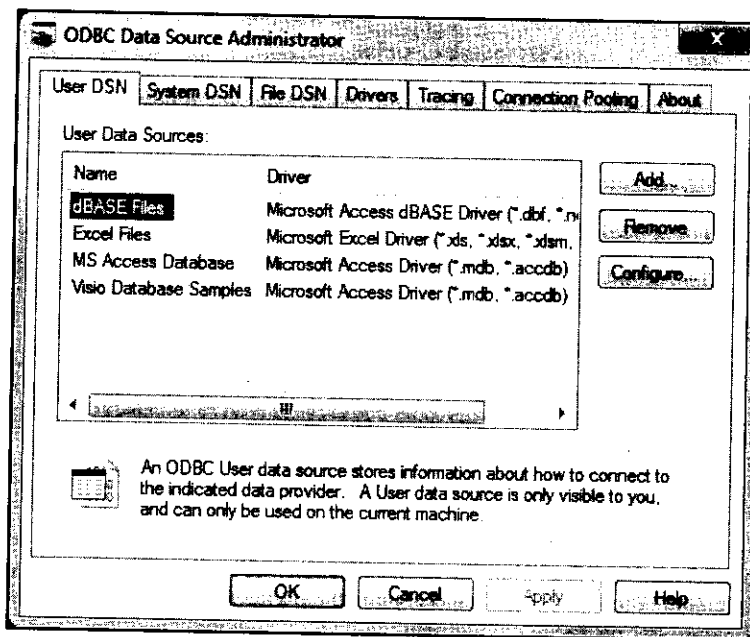 ODBC Data Source Administrator
X
User DSN System DSN File DSN Drivers Tracing Connection Pooling About
User Data Sources:
Name Driver
dBASE Files Microsoft Access dBASE Driver (*.dbf, *.n
Excel Files Microsoft Excel Driver (*.xls, *.xlsx, *.xlsm,
MS Access Database Microsoft Access Driver (*.mdb, *.accdb)
Visio Database Samples Microsoft Access Driver (*.mdb, *.accdb)
Add...
Remove
Configure...
An ODBC User data source stores information about how to connect to
the indicated data provider. A User data source is only visible to you,
and can only be used on the current machine.
OK Cancel Apply Help